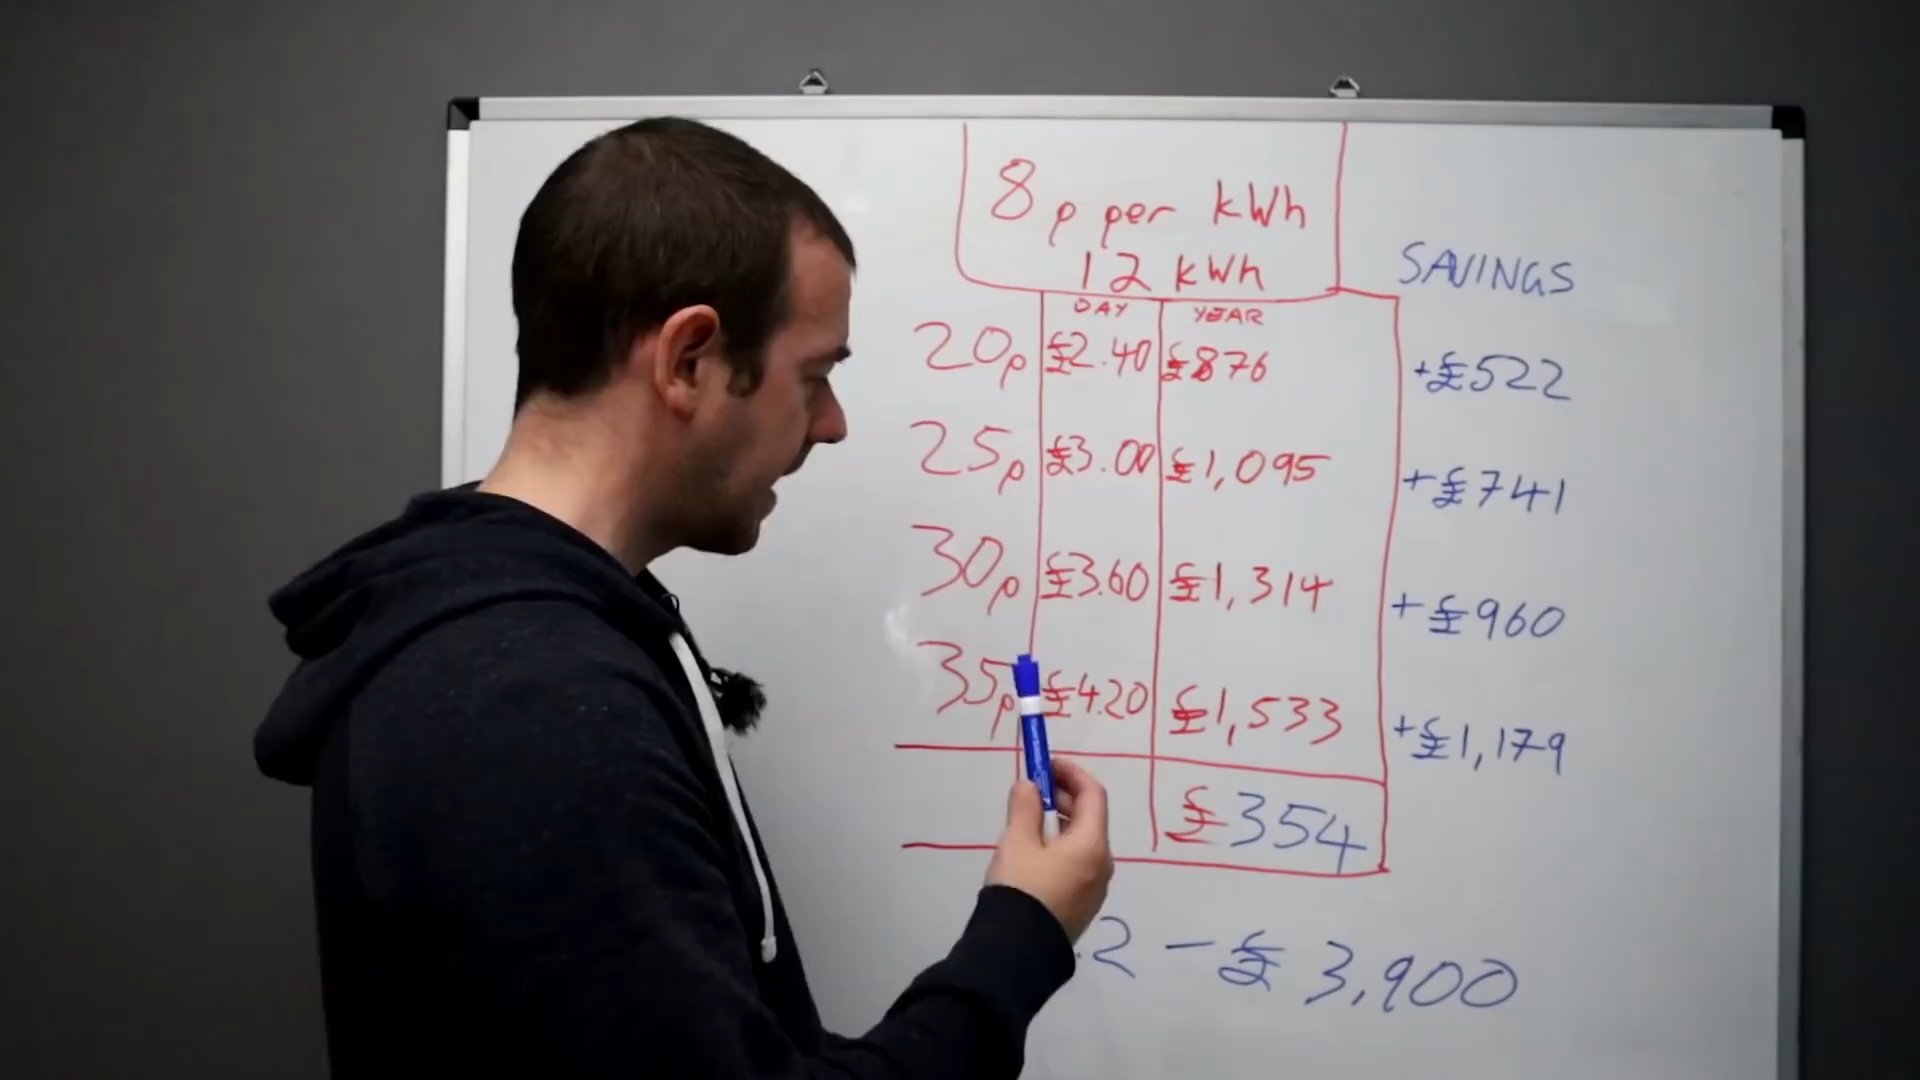 8p per kWh
12 kWh
SAVINGS
DAY YEAR
20p £2.40 £876 +£522
25p £3.00 £1,095 +£741
30p £3.60 £1,314 +£960
35p £4.20 £1,533 +£1,179
£354
.2 - £3,900